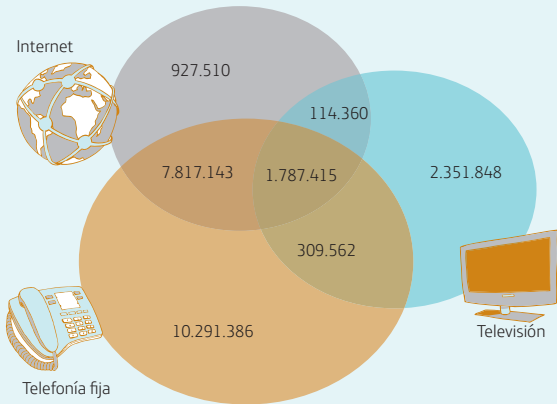 Internet
927.510
114.360
7.817.143
1.787.415
2.351.848
309.562
10.291.386
Televisión
Telefonía fija